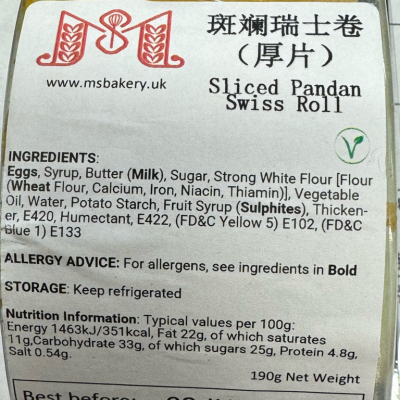 斑斓瑞士卷
(厚片)
www.msbakery.uk
Sliced Pandan
Swiss Roll
INGREDIENTS:
Eggs, Syrup, Butter (Milk), Sugar, Strong White Flour [Flour
(Wheat Flour, Calcium, Iron, Niacin, Thiamin)], Vegetable
Oil, Water, Potato Starch, Fruit Syrup (Sulphites), Thicken-
er, E420, Humectant, E422, (FD&C Yellow 5) E102, (FD&C
Blue 1) E133
ALLERGY ADVICE: For allergens, see ingredients in Bold
STORAGE: Keep refrigerated
Nutrition Information: Typical values per 100g:
Energy 1463kJ/351kcal, Fat 22g, of which saturates
11g,Carbohydrate 33g, of which sugars 25g, Protein 4.8g,
Salt 0.54g.
190g Net Weight
Best before: